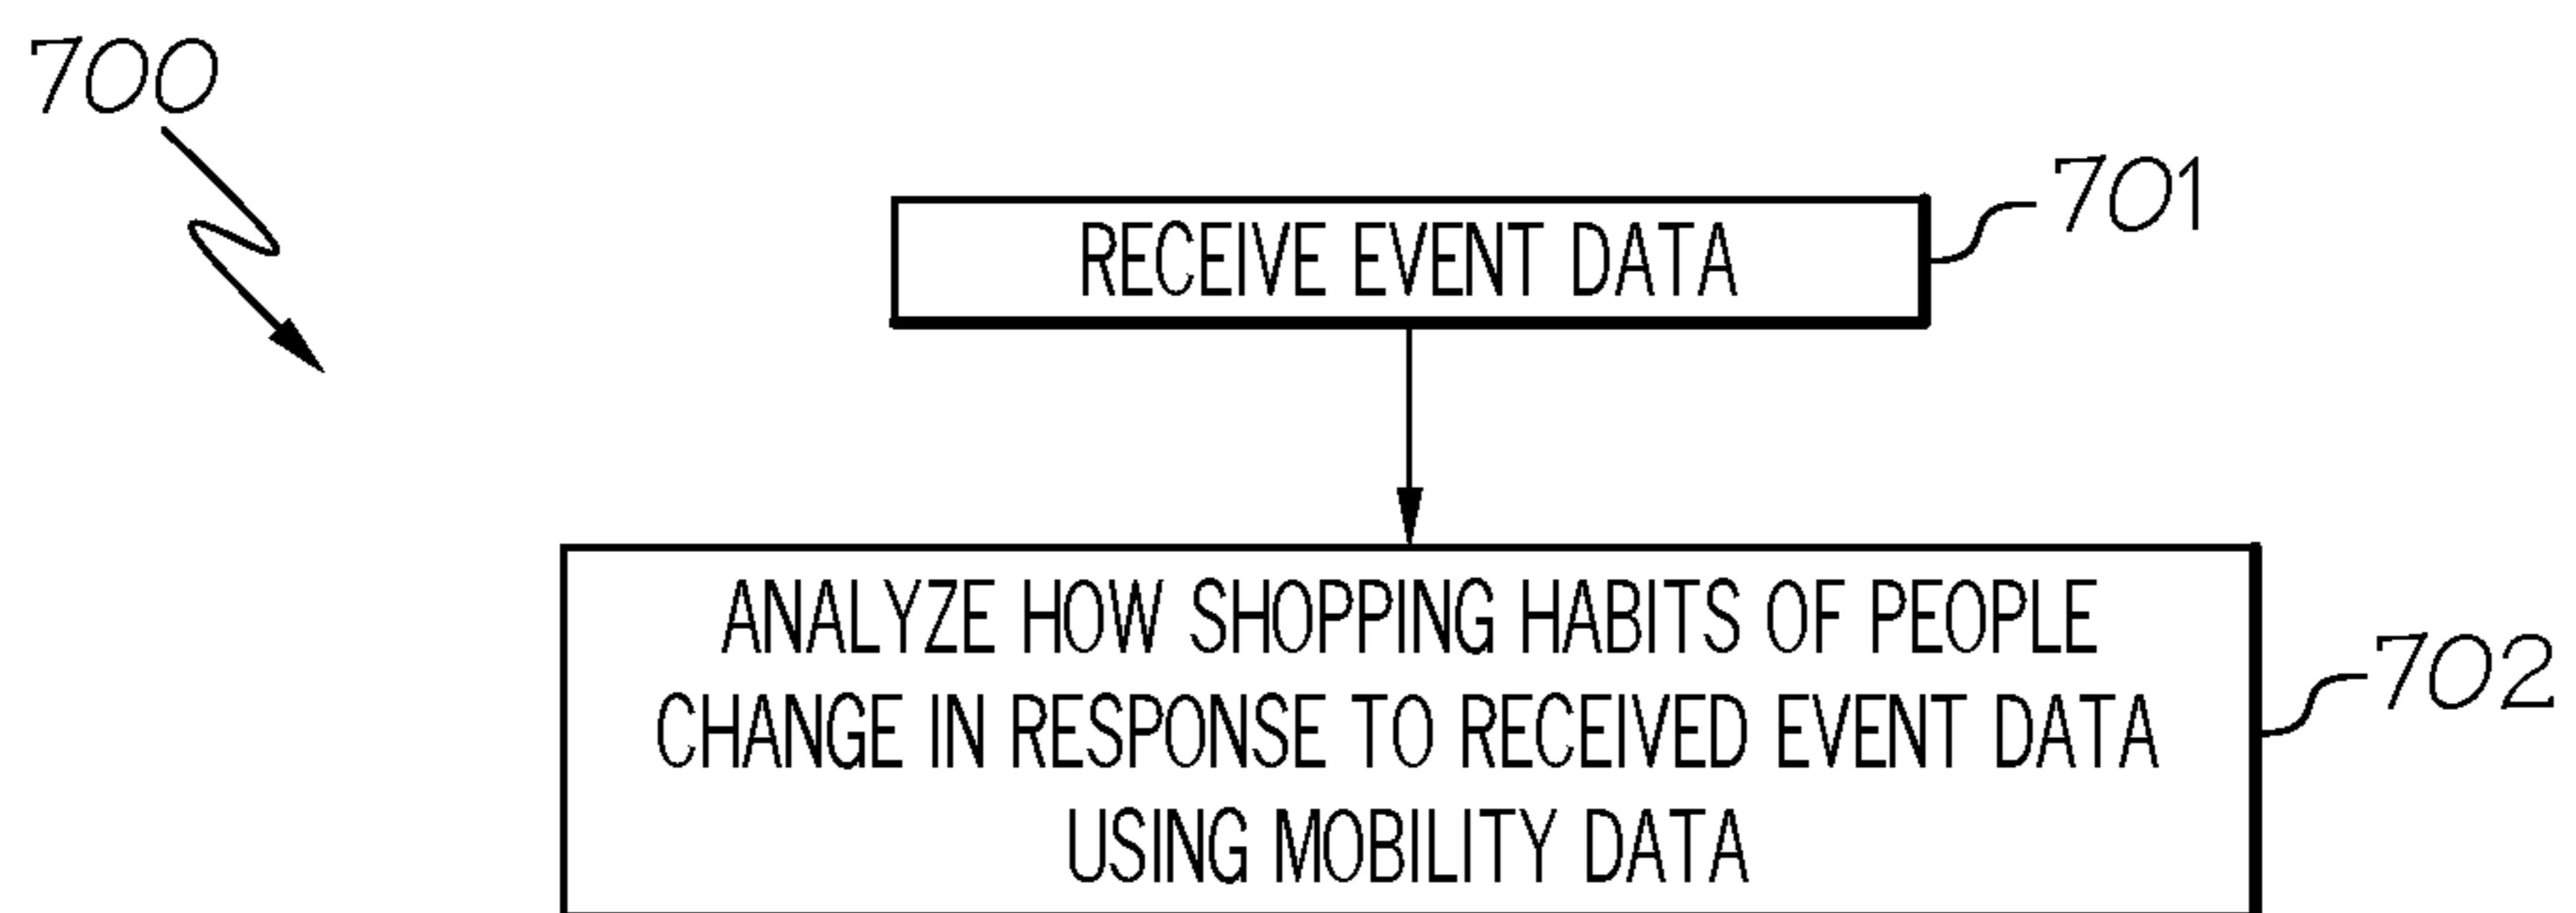 700
RECEIVE EVENT DATA
701
ANALYZE HOW SHOPPING HABITS OF PEOPLE
CHANGE IN RESPONSE TO RECEIVED EVENT DATA
USING MOBILITY DATA
702